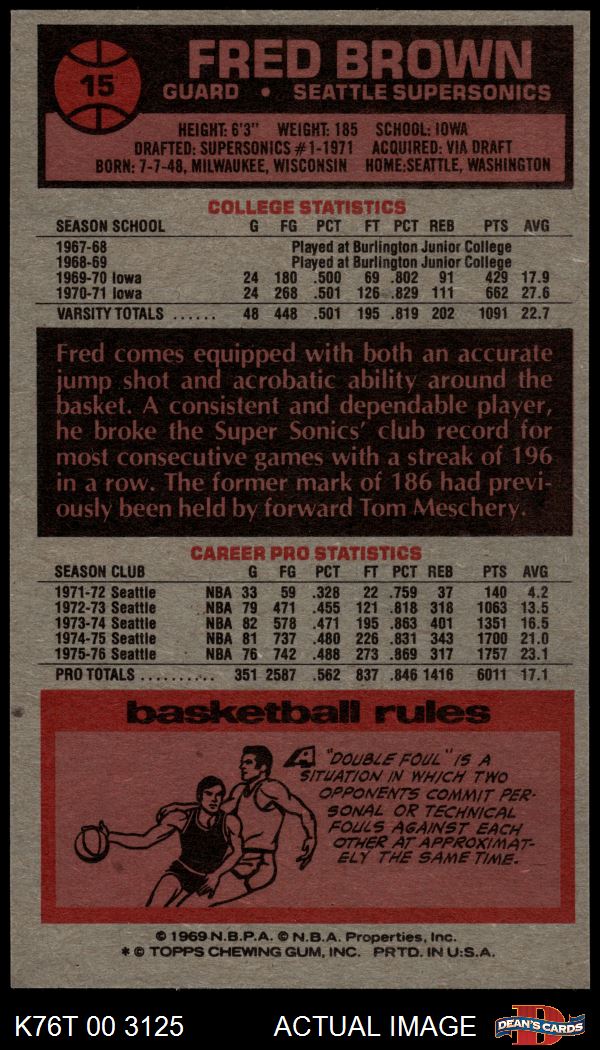 15
FRED BROWN
GUARD • SEATTLE SUPERSONICS
HEIGHT: 6'3" WEIGHT: 185 SCHOOL: IOWA
DRAFTED: SUPERSONICS #1-1971 ACQUIRED: VIA DRAFT
BORN: 7-7-48, MILWAUKEE, WISCONSIN HOME: SEATTLE, WASHINGTON
COLLEGE STATISTICS
SEASON SCHOOL G FG PCT FT PCT REB PTS AVG
1967-68 Played at Burlington Junior College
1968-69 Played at Burlington Junior College
1969-70 Iowa 24 180 .500 69 .802 91 429 17.9
1970-71 Iowa 24 268 .501 126 .829 111 662 27.6
VARSITY TOTALS ...... 48 448 .501 195 .819 202 1091 22.7
Fred comes equipped with both an accurate
jump shot and acrobatic ability around the
basket. A consistent and dependable player,
he broke the Super Sonics' club record for
most consecutive games with a streak of 196
in a row. The former mark of 186 had previ-
ously been held by forward Tom Meschery.
CAREER PRO STATISTICS
SEASON CLUB G FG PCT FT PCT REB PTS AVG
1971-72 Seattle NBA 33 59 .328 22 .759 37 140 4.2
1972-73 Seattle NBA 79 471 .455 121 .818 318 1063 13.5
1973-74 Seattle NBA 82 578 .471 195 .863 401 1351 16.5
1974-75 Seattle NBA 81 737 .480 226 .831 343 1700 21.0
1975-76 Seattle NBA 76 742 .488 273 .869 317 1757 23.1
PRO TOTALS .......... 351 2587 .562 837 .846 1416 6011 17.1
basketball rules
A "DOUBLE FOUL" IS A
SITUATION IN WHICH TWO
OPPONENTS COMMIT PER-
SONAL OR TECHNICAL
FOULS AGAINST EACH
OTHER AT APPROXIMAT-
ELY THE SAME TIME.
© 1969 N.B.P.A. © N.B.A. Properties, Inc.
* © TOPPS CHEWING GUM, INC. PRTD. IN U.S.A.
K76T 00 3125 ACTUAL IMAGE D DEAN'S CARDS